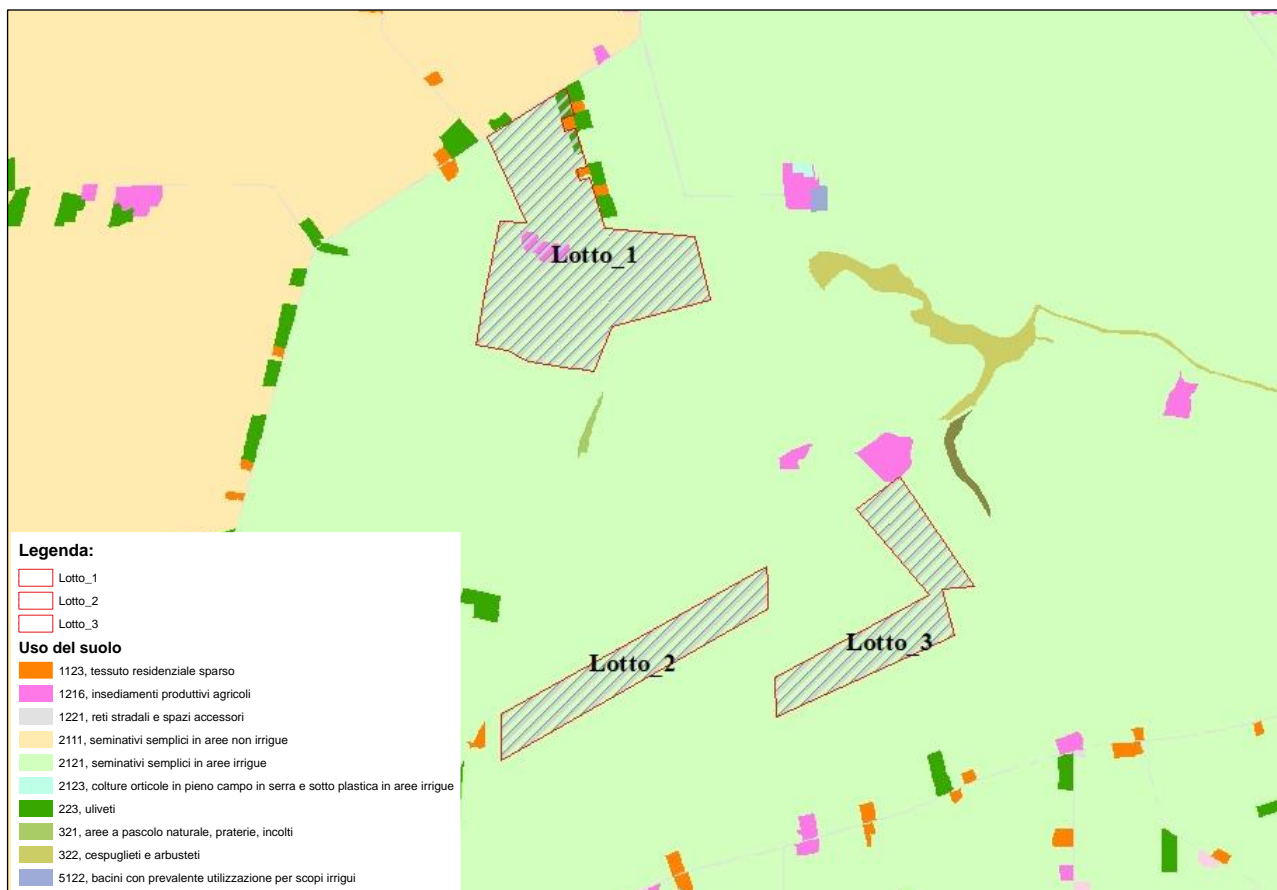 Lotto_1
Lotto_2
Lotto_3
Legenda:
Lotto_1
Lotto_2
Lotto_3
Uso del suolo
1123, tessuto residenziale sparso
1216, insediamenti produttivi agricoli
1221, reti stradali e spazi accessori
2111, seminativi semplici in aree non irrigue
2121, seminativi semplici in aree irrigue
2123, colture orticole in pieno campo in serra e sotto plastica in aree irrigue
223, uliveti
321, aree a pascolo naturale, praterie, incolti
322, cespuglieti e arbusteti
5122, bacini con prevalente utilizzazione per scopi irrigui